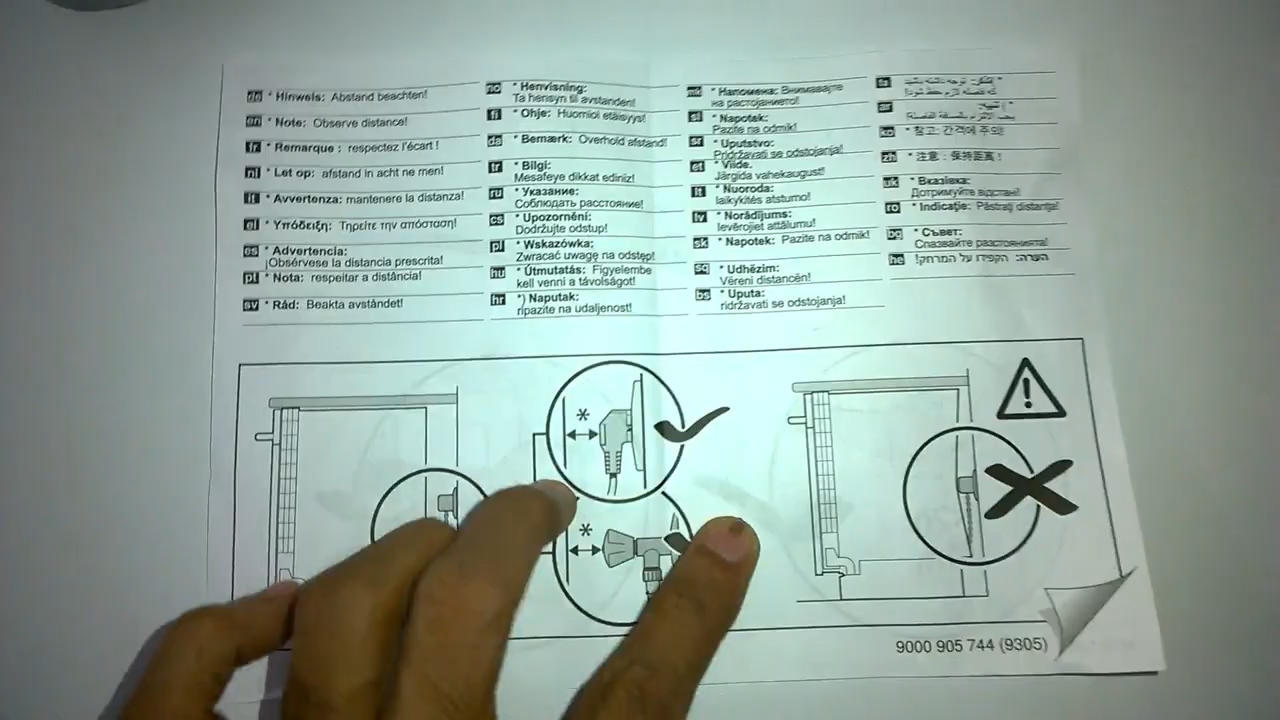 de * Hinweis: Abstand beachten!
en * Note: Observe distance!
fr * Remarque : respectez l'écart !
nl * Let op: afstand in acht ne men!
it * Avvertenza: mantenere la distanza!
el * Υπόδειξη: Τηρείτε την απόσταση!
es * Advertencia:
¡Obsérvese la distancia prescrita!
pt * Nota: respeitar a distância!
sv * Råd: Beakta avståndet!
no * Henvisning:
Ta hensyn til avstanden!
fi * Ohje: Huomioi etäisyys!
da * Bemærk: Overhold afstand!
tr * Bilgi:
Mesafeye dikkat ediniz!
ru * Указание:
Соблюдать расстояние!
cs * Upozornění:
Dodržujte odstup!
pl * Wskazówka:
Zwracać uwagę na odstęp!
hu * Útmutatás: Figyelembe
kell venni a távolságot!
hr *) Naputak:
ripazite na udaljenost!
mk * Напомена: Внимавајте
на растојанието!
sl * Napotek:
Pazite na odmik!
sr * Uputstvo:
Pridržavati se odstojanja!
et * Viide.
Järgida vahekaugust!
lt * Nuoroda:
laikykitės atstumo!
lv * Norādījums:
ievērojiet attālumu!
sk * Napotek: Pazite na odmik!
sq * Udhëzim:
Vëreni distancën!
bs * Uputa:
ridržavati se odstojanja!
fa
ar
ko * 참고: 간격에 주의!
zh * 注意：保持距离！
uk * Вказівка:
Дотримуйте відстані!
ro * Indicaţie: Păstraţi distanţa!
bg * Съвет:
Спазвайте разстоянията!
he הערה: הקפידו על המרחק!
*
*
9000 905 744 (9305)